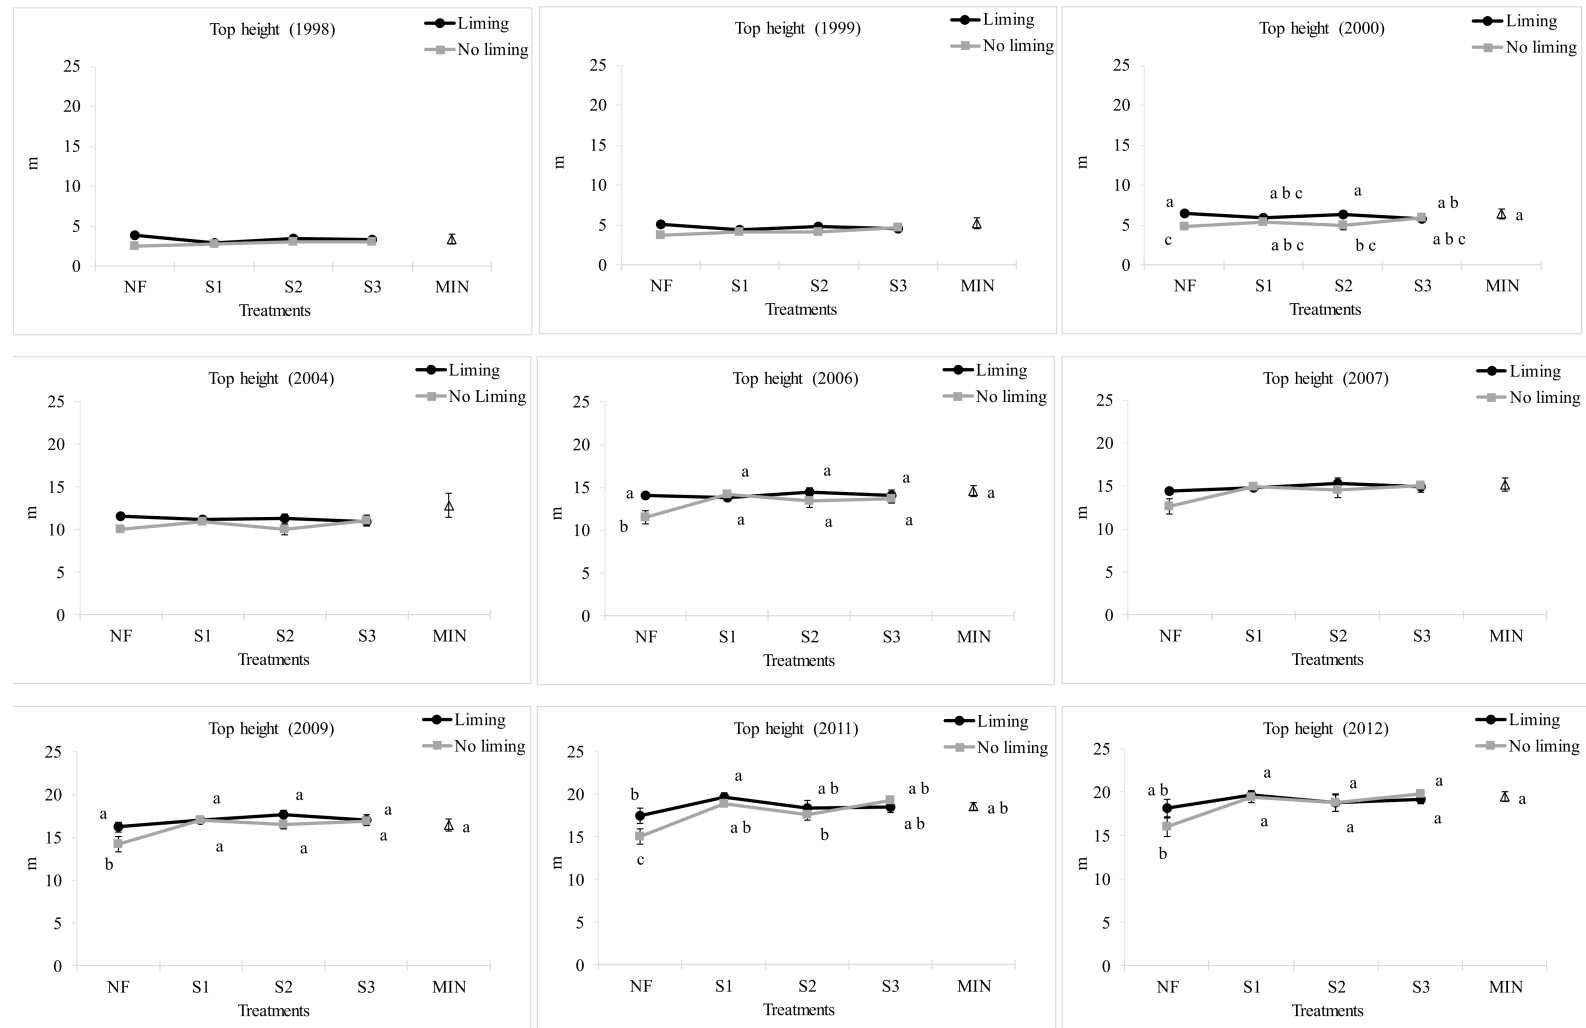 Top height (1998)
Liming
No liming
25
20
15
10
5
0
m
NF S1 S2 S3 MIN
Treatments
Top height (1999)
Liming
No liming
25
20
15
10
5
0
m
NF S1 S2 S3 MIN
Treatments
Top height (2000)
Liming
No liming
25
20
15
10
5
0
m
a
a b c
a
a b
a
c
a b c
b c
a b c
NF S1 S2 S3 MIN
Treatments
Top height (2004)
Liming
No Liming
25
20
15
10
5
0
m
NF S1 S2 S3 MIN
Treatments
Top height (2006)
Liming
No liming
25
20
15
10
5
0
m
a
a
a
a
a
b
a
a
a
NF S1 S2 S3 MIN
Treatments
Top height (2007)
Liming
No liming
25
20
15
10
5
0
m
NF S1 S2 S3 MIN
Treatments
Top height (2009)
Liming
No liming
25
20
15
10
5
0
m
a
a
a
a
a
b
a
a
a
NF S1 S2 S3 MIN
Treatments
Top height (2011)
Liming
No liming
25
20
15
10
5
0
m
b
a
a b
a b
a b
c
a b
b
a b
NF S1 S2 S3 MIN
Treatments
Top height (2012)
Liming
No liming
25
20
15
10
5
0
m
a b
a
a
a
a
b
a
a
a
NF S1 S2 S3 MIN
Treatments